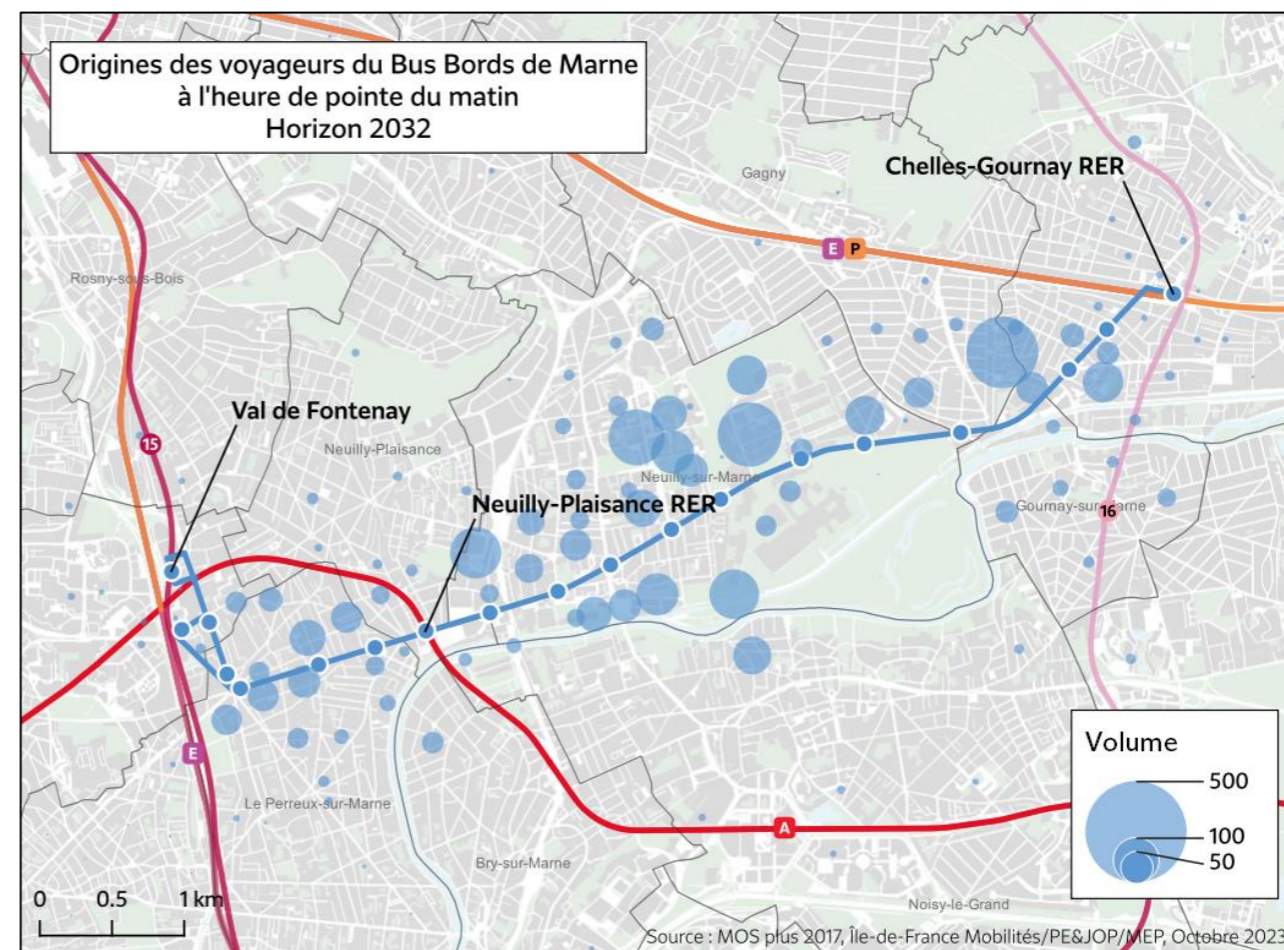 Origines des voyageurs du Bus Bords de Marne
à l'heure de pointe du matin
Horizon 2032
Chelles-Gournay RER
Gagny
E P
Rosny-sous-Bois
Val de Fontenay
15
Neuilly-Plaisance
Neuilly-sur-Marne
Neuilly-Plaisance RER
Gournay-sur-Marne
16
E
Le Perreux-sur-Marne
A
Bry-sur-Marne
Noisy-le-Grand
Volume
500
100
50
0 0.5 1 km
Source : MOS plus 2017, Île-de-France Mobilités/PE&JOP/MEP, Octobre 2023